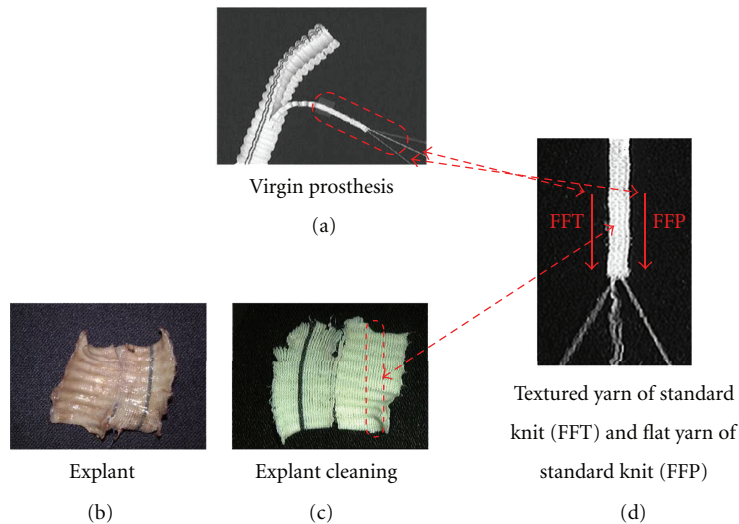 Virgin prosthesis
(a)
FFT
FFP
Explant
(b)
Explant cleaning
(c)
Textured yarn of standard
knit (FFT) and flat yarn of
standard knit (FFP)
(d)